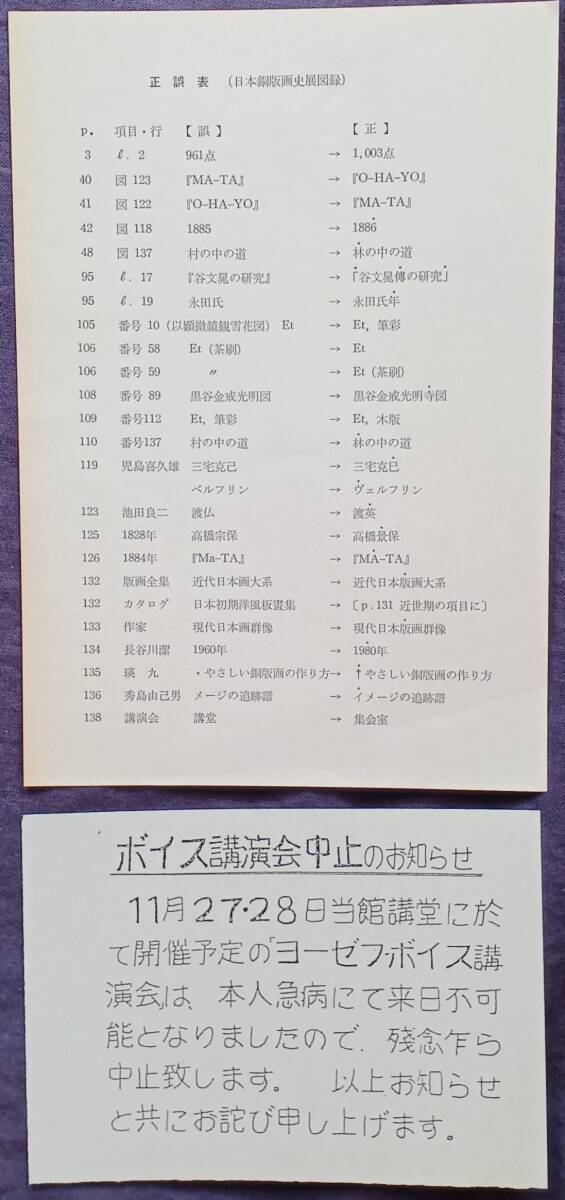 正誤表 (日本銅版画史展図録)
p. 項目・行 【誤】 【正】
3 ℓ. 2 961点 → 1,003点
40 図 123 『MA-TA』 → 『O-HA-YO』
41 図 122 『O-HA-YO』 → 『MA-TA』
42 図 118 1885 → 1886
48 図 137 村の中の道 → 林の中の道
95 ℓ. 17 『谷文晁の研究』 → 「谷文晁傳の研究」
95 ℓ. 19 永田氏 → 永田氏年
105 番号 10 (以顕微鏡観雪花図) Et → Et, 筆彩
106 番号 58 Et (茶刷) → Et
106 番号 59 〃 → Et (茶刷)
108 番号 89 黒谷金戒光明図 → 黒谷金戒光明寺図
109 番号112 Et, 筆彩 → Et, 木版
110 番号137 村の中の道 → 林の中の道
119 児島喜久雄 三宅克己 → 三宅克巳
ベルフリン → ヴェルフリン
123 池田良二 渡仏 → 渡英
125 1828年 高橋宗保 → 高橋景保
126 1884年 『Ma-TA』 → 『MA-TA』
132 版画全集 近代日本画大系 → 近代日本版画大系
132 カタログ 日本初期洋風板畫集 → 〔p.131 近世期の項目に〕
133 作家 現代日本画群像 → 現代日本版画群像
134 長谷川潔 1960年 → 1980年
135 瑛九 ・やさしい銅版画の作り方 → †やさしい銅版画の作り方
136 秀島由己男 メージの追跡譜 → イメージの追跡譜
138 講演会 講堂 → 集会室
ボイス講演会中止のお知らせ
11月27・28日当館講堂に於
て開催予定の「ヨーゼフ・ボイス講
演会」は、本人急病にて来日不可
能となりましたので、残念乍ら
中止致します。 以上お知らせ
と共にお詫び申し上げます。